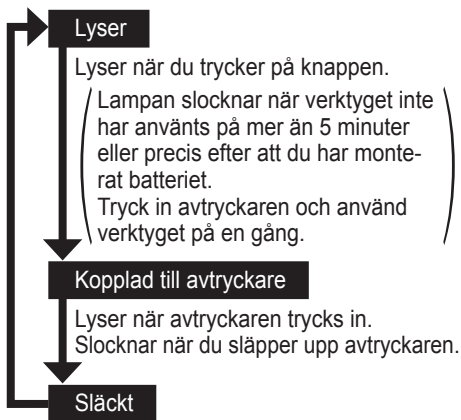 Lyser
Lyser när du trycker på knappen.
Lampan slocknar när verktyget inte
har använts på mer än 5 minuter
eller precis efter att du har monte-
rat batteriet.
Tryck in avtryckaren och använd
verktyget på en gång.
Kopplad till avtryckare
Lyser när avtryckaren trycks in.
Slocknar när du släpper upp avtryckaren.
Släckt